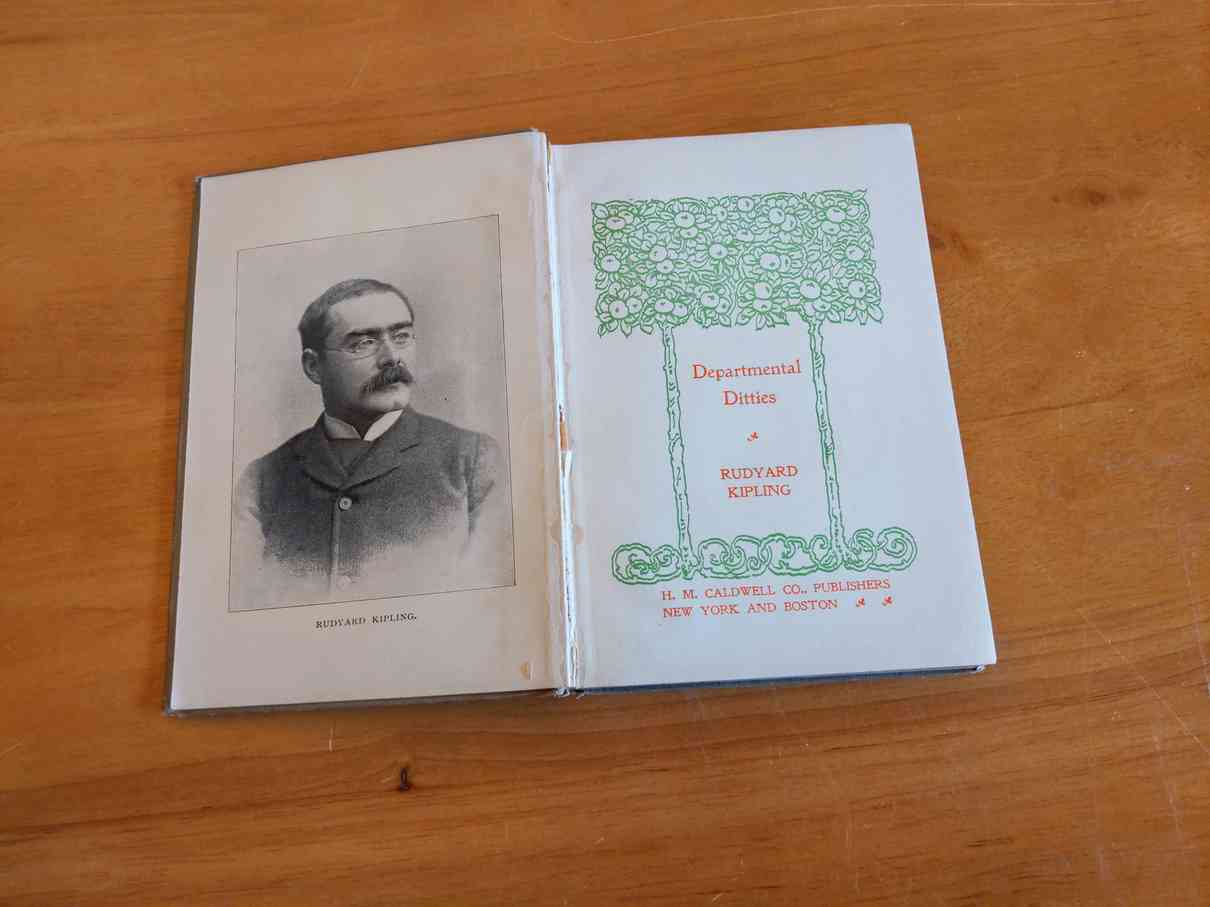 RUDYARD KIPLING.
Departmental
Ditties
RUDYARD
KIPLING
H. M. CALDWELL CO., PUBLISHERS
NEW YORK AND BOSTON